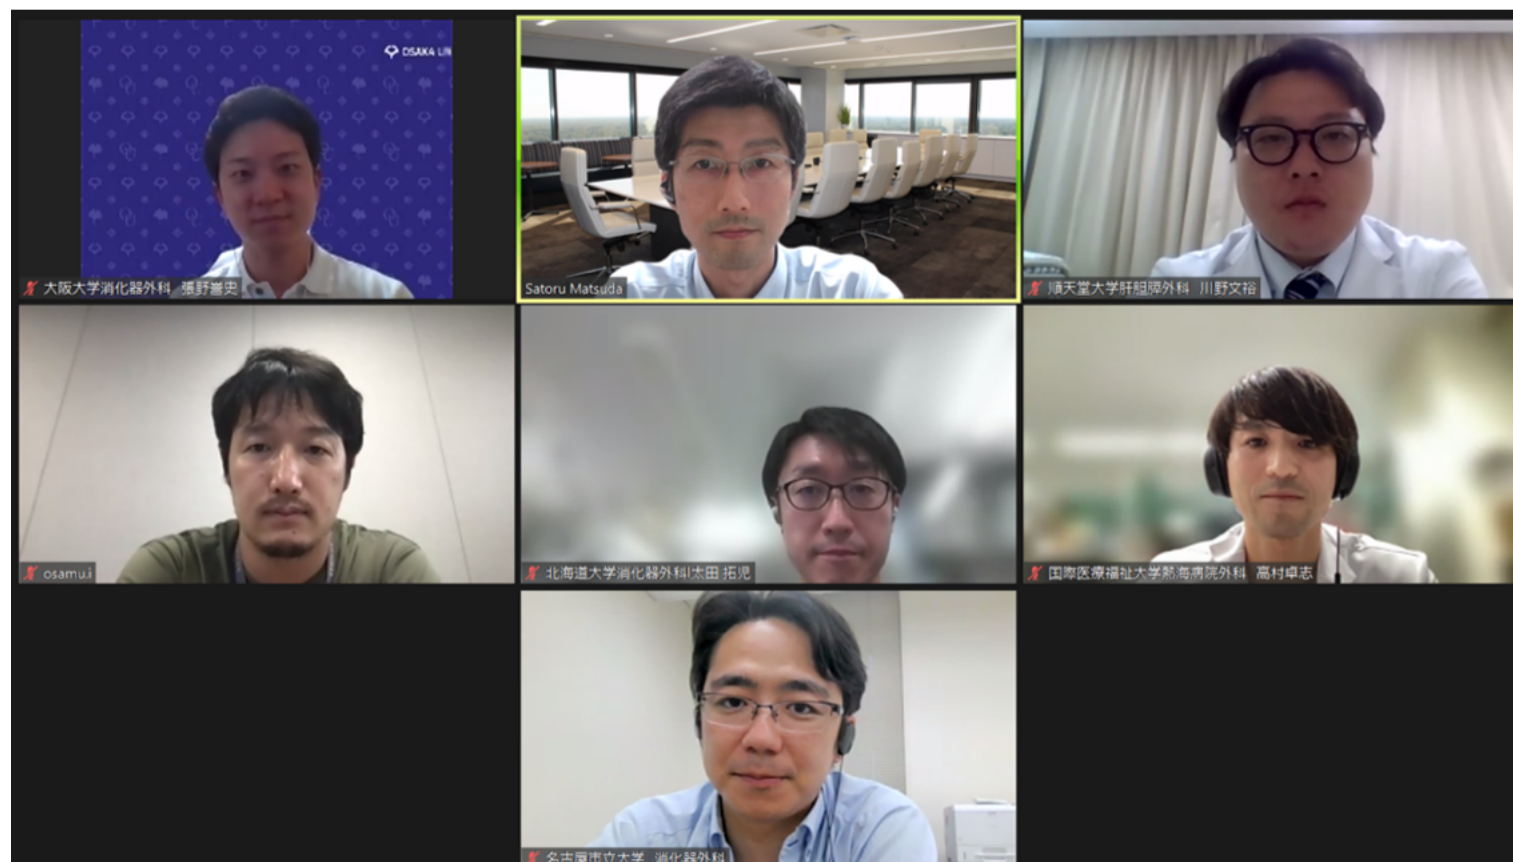 OSAKA UN
大阪大学消化器外科 張野誉史
Satoru Matsuda
順天堂大学肝胆膵外科 川野文裕
osamu.i
北海道大学消化器外科I太田 拓児
国際医療福祉大学熱海病院外科 高村卓志
名古屋市立大学 消化器外科